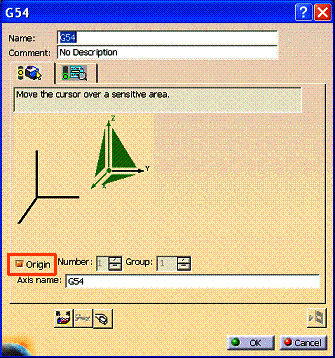 G54
Name: G54
Comment: No Description
Move the cursor over a sensitive area.
Z
Y
X
Origin Number: 1 Group: 1
Axis name: G54
OK Cancel